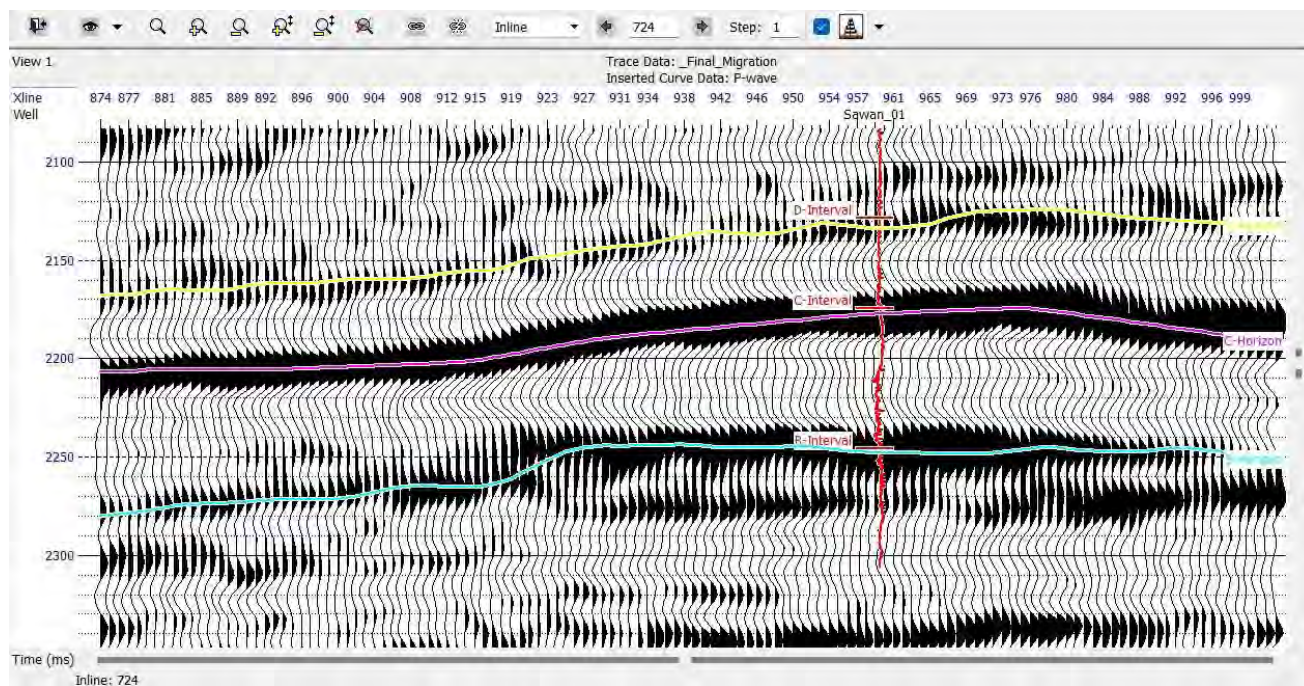 Inline 724 Step: 1
View 1
Trace Data: _Final_Migration
Inserted Curve Data: P-wave
Xline 874 877 881 885 889 892 896 900 904 908 912 915 919 923 927 931 934 938 942 946 950 954 957 961 965 969 973 976 980 984 988 992 996 999
Well Sawan_01
2100
D-Interval
2150
C-Interval
C-Horizon
2200
B-Interval
2250
2300
Time (ms)
Inline: 724